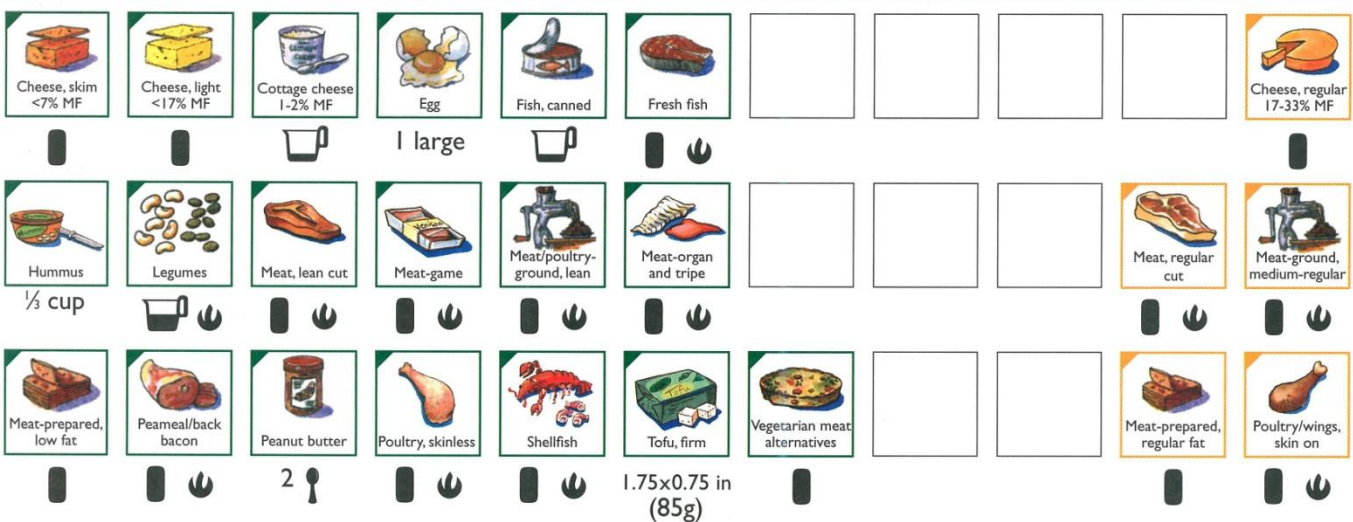 Cheese, skim
<7% MF
Cheese, light
<17% MF
Cottage cheese
1-2% MF
Egg
Fish, canned
Fresh fish
Cheese, regular
17-33% MF
1 large
Hummus
Legumes
Meat, lean cut
Venison
Meat-game
Meat/poultry-
ground, lean
Meat-organ
and tripe
Meat, regular
cut
Meat-ground,
medium-regular
⅓ cup
Meat-prepared,
low fat
Peameal/back
bacon
Peanut butter
Poultry, skinless
Shellfish
TOFU
Tofu, firm
Vegetarian meat
alternatives
Meat-prepared,
regular fat
Poultry/wings,
skin on
2
1.75x0.75 in
(85g)